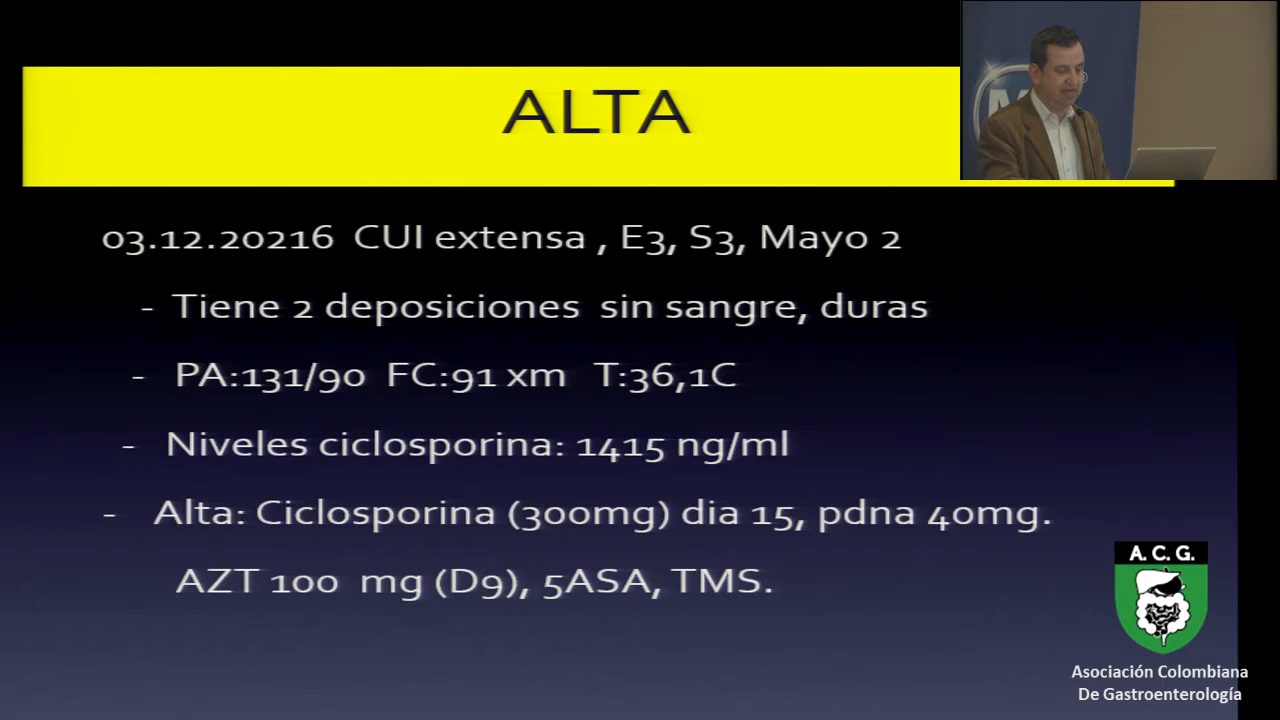 ALTA
03.12.20216 CUI extensa , E3, S3, Mayo 2
- Tiene 2 deposiciones sin sangre, duras
- PA:131/90 FC:91 xm T:36,1C
- Niveles ciclosporina: 1415 ng/ml
- Alta: Ciclosporina (300mg) dia 15, pdna 40mg.
AZT 100 mg (D9), 5ASA, TMS.
A. C. G.
Asociación Colombiana
De Gastroenterología